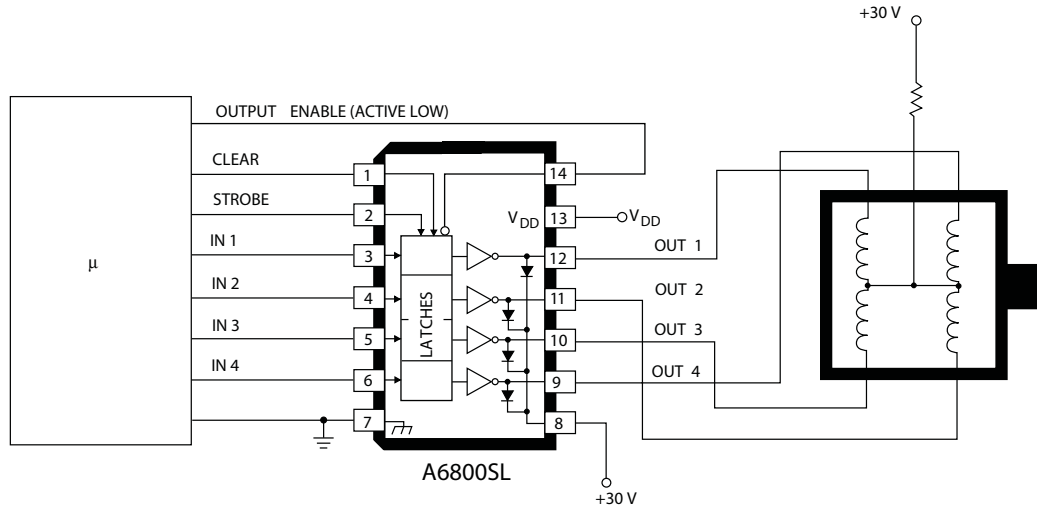 +30 V
OUTPUT ENABLE (ACTIVE LOW)
CLEAR
1
14
STROBE
2
VDD
13
VDD
μ
IN 1
3
12
OUT 1
IN 2
4
11
OUT 2
LATCHES
IN 3
5
10
OUT 3
IN 4
6
9
OUT 4
7
8
A6800SL
+30 V